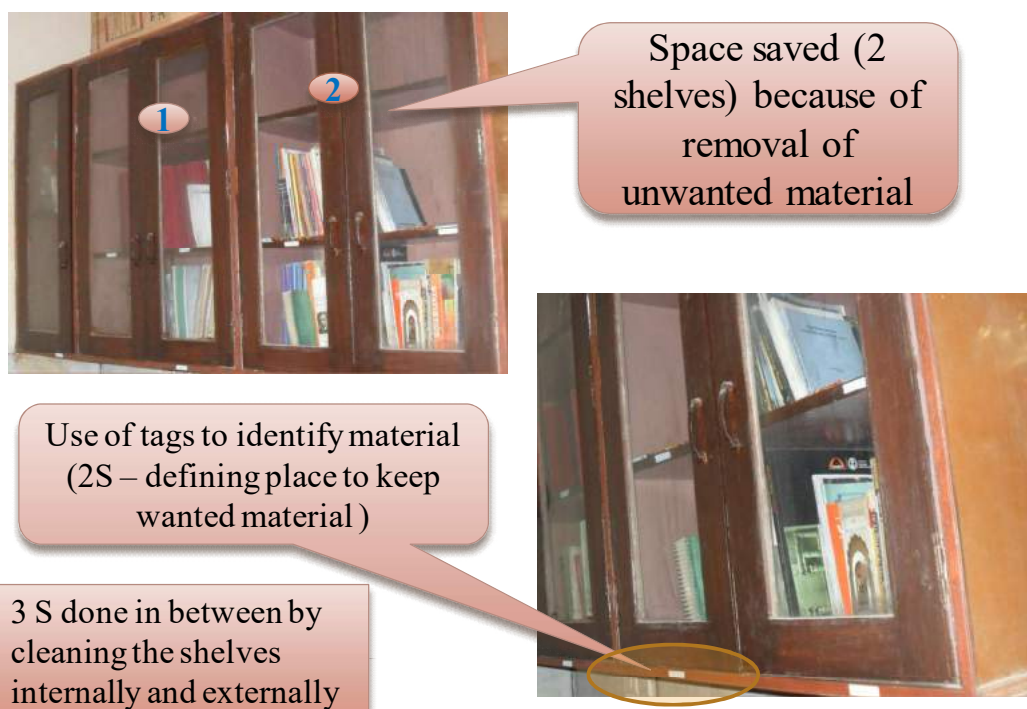 1
2
Space saved (2
shelves) because of
removal of
unwanted material
Use of tags to identify material
(2S – defining place to keep
wanted material )
3 S done in between by
cleaning the shelves
internally and externally